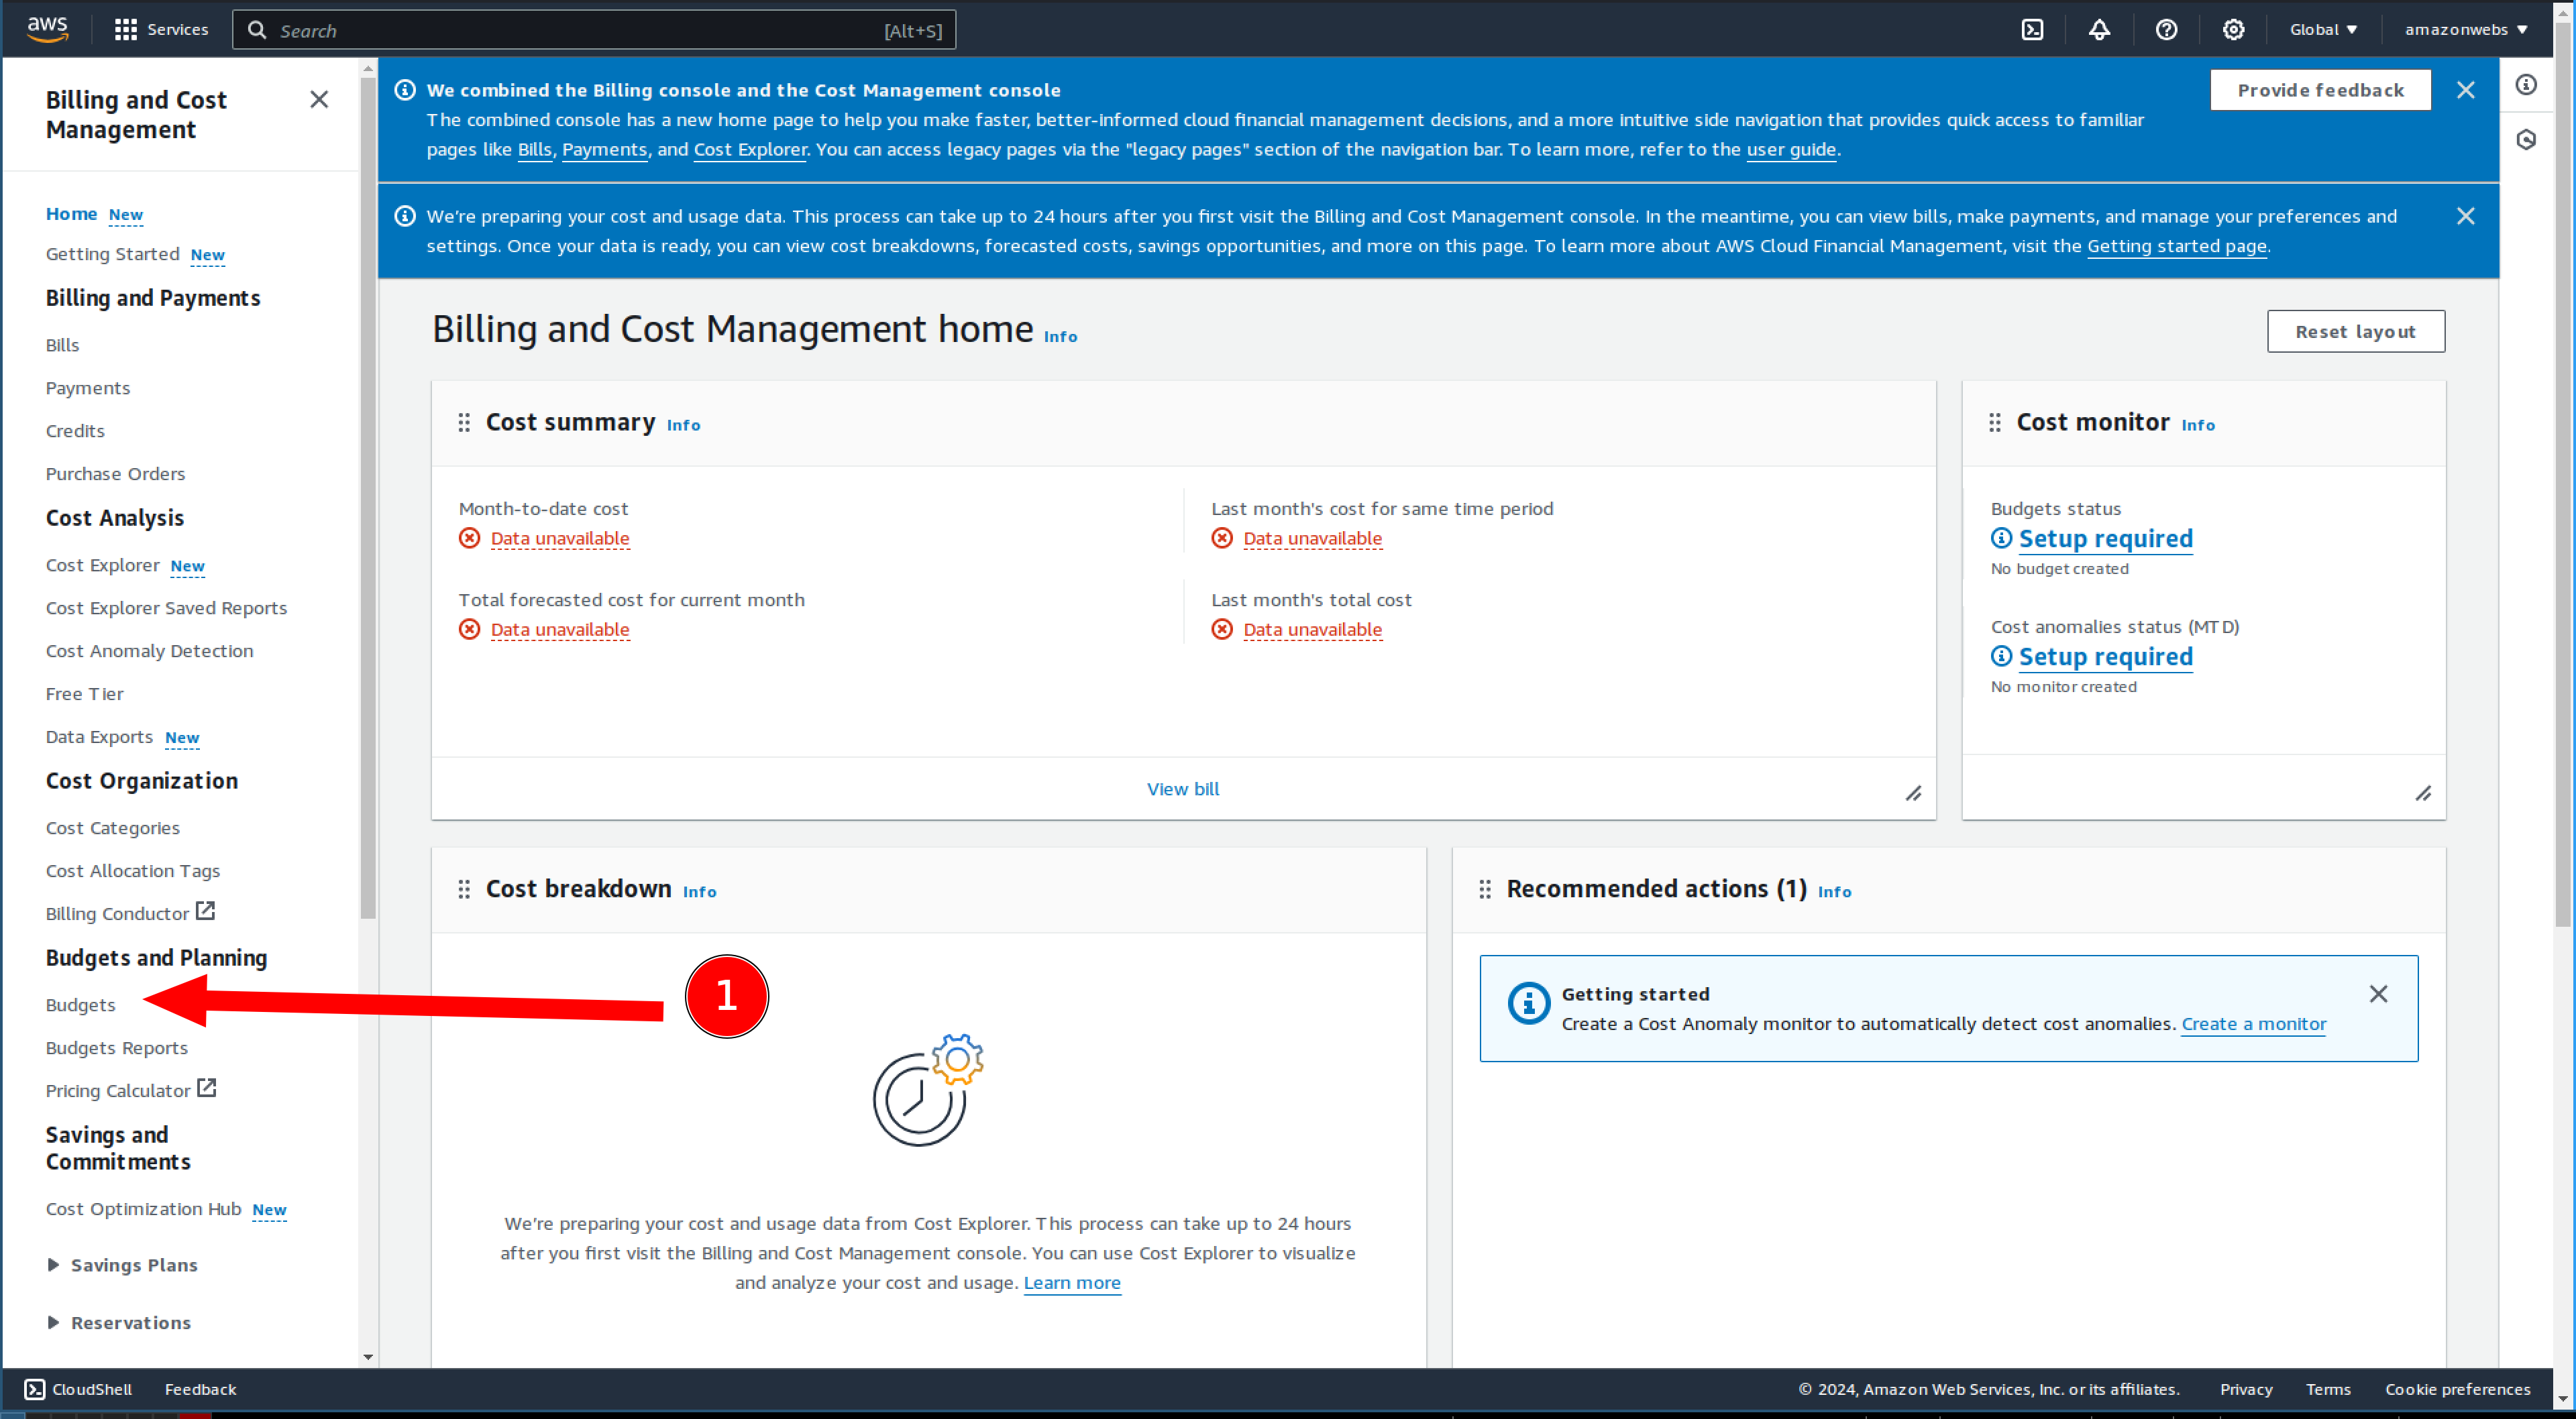 aws
Services
Search
[Alt+S]
Global
amazonwebs
Billing and Cost
Management
Home New
Getting Started New
Billing and Payments
Bills
Payments
Credits
Purchase Orders
Cost Analysis
Cost Explorer New
Cost Explorer Saved Reports
Cost Anomaly Detection
Free Tier
Data Exports New
Cost Organization
Cost Categories
Cost Allocation Tags
Billing Conductor
Budgets and Planning
Budgets
Budgets Reports
Pricing Calculator
Savings and
Commitments
Cost Optimization Hub New
Savings Plans
Reservations
We combined the Billing console and the Cost Management console
The combined console has a new home page to help you make faster, better-informed cloud financial management decisions, and a more intuitive side navigation that provides quick access to familiar
pages like Bills, Payments, and Cost Explorer. You can access legacy pages via the "legacy pages" section of the navigation bar. To learn more, refer to the user guide.
Provide feedback
We're preparing your cost and usage data. This process can take up to 24 hours after you first visit the Billing and Cost Management console. In the meantime, you can view bills, make payments, and manage your preferences and
settings. Once your data is ready, you can view cost breakdowns, forecasted costs, savings opportunities, and more on this page. To learn more about AWS Cloud Financial Management, visit the Getting started page.
Billing and Cost Management home Info
Reset layout
Cost summary Info
Month-to-date cost
Data unavailable
Last month's cost for same time period
Data unavailable
Total forecasted cost for current month
Data unavailable
Last month's total cost
Data unavailable
View bill
Cost monitor Info
Budgets status
Setup required
No budget created
Cost anomalies status (MTD)
Setup required
No monitor created
Cost breakdown Info
1
We're preparing your cost and usage data from Cost Explorer. This process can take up to 24 hours
after you first visit the Billing and Cost Management console. You can use Cost Explorer to visualize
and analyze your cost and usage. Learn more
Recommended actions (1) Info
Getting started
Create a Cost Anomaly monitor to automatically detect cost anomalies. Create a monitor
CloudShell
Feedback
© 2024, Amazon Web Services, Inc. or its affiliates.
Privacy
Terms
Cookie preferences